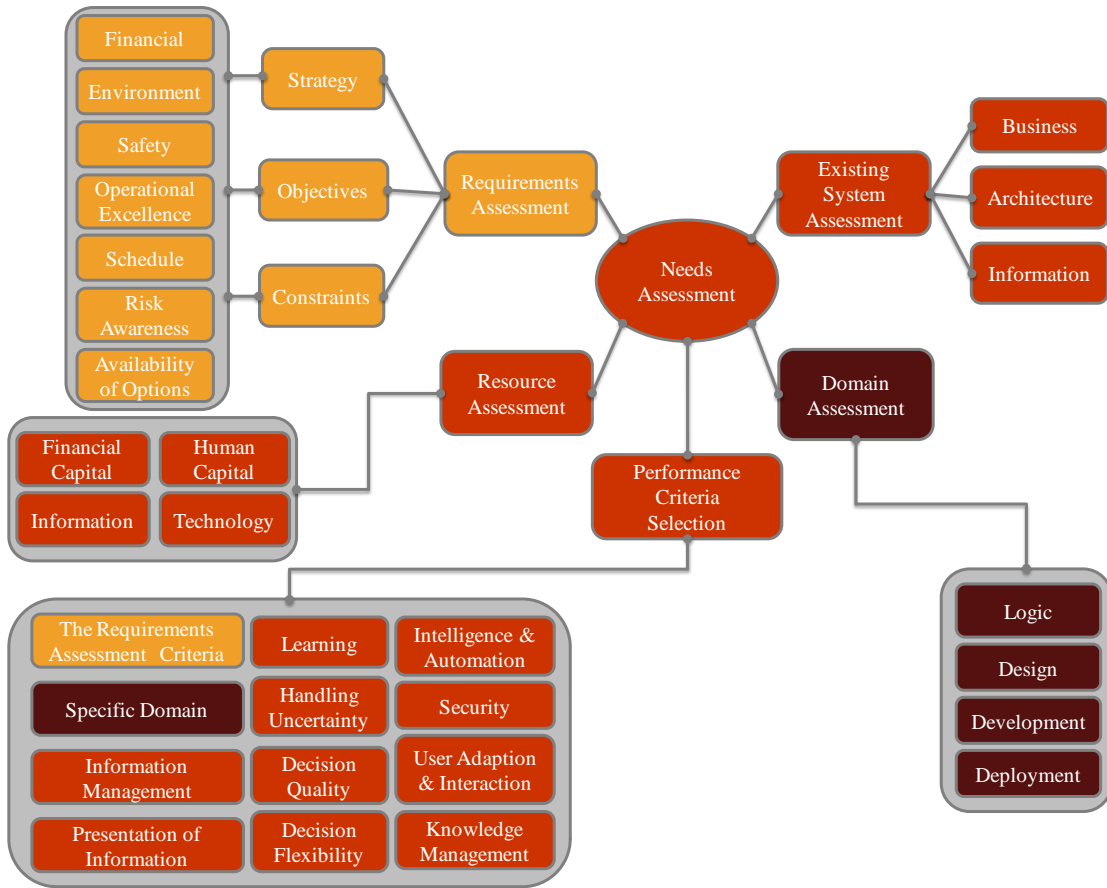 Financial
Environment
Safety
Operational
Excellence
Schedule
Risk
Awareness
Availability
of Options
Strategy
Objectives
Constraints
Requirements
Assessment
Needs
Assessment
Existing
System
Assessment
Business
Architecture
Information
Resource
Assessment
Domain
Assessment
Performance
Criteria
Selection
Financial
Capital
Human
Capital
Information
Technology
The Requirements
Assessment Criteria
Learning
Intelligence &
Automation
Specific Domain
Handling
Uncertainty
Security
Information
Management
Decision
Quality
User Adaption
& Interaction
Presentation of
Information
Decision
Flexibility
Knowledge
Management
Logic
Design
Development
Deployment